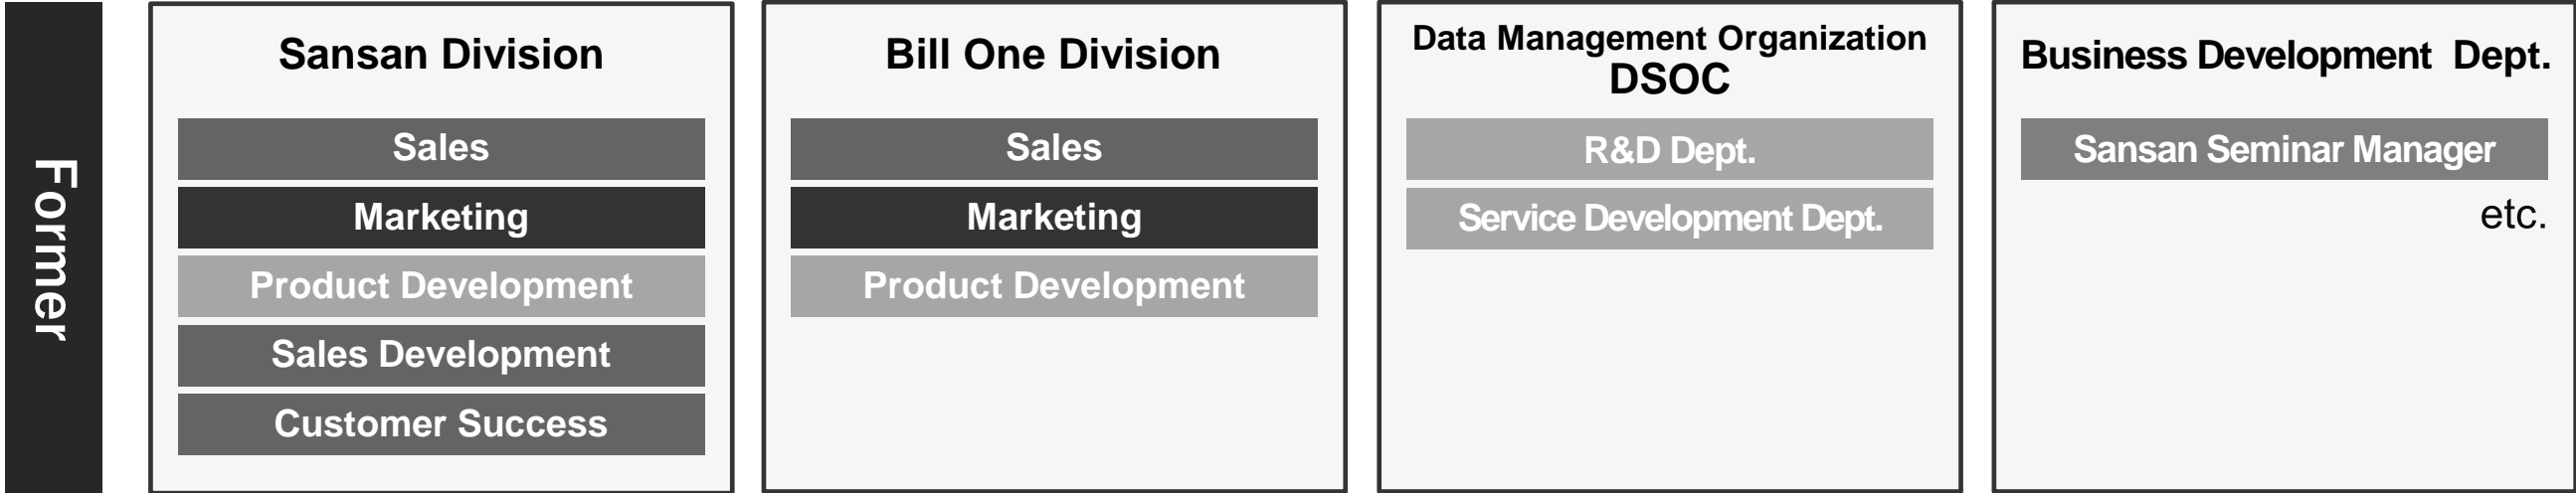 Former
Sansan Division
Sales
Marketing
Product Development
Sales Development
Customer Success
Bill One Division
Sales
Marketing
Product Development
Data Management Organization
DSOC
R&D Dept.
Service Development Dept.
Business Development Dept.
Sansan Seminar Manager
etc.